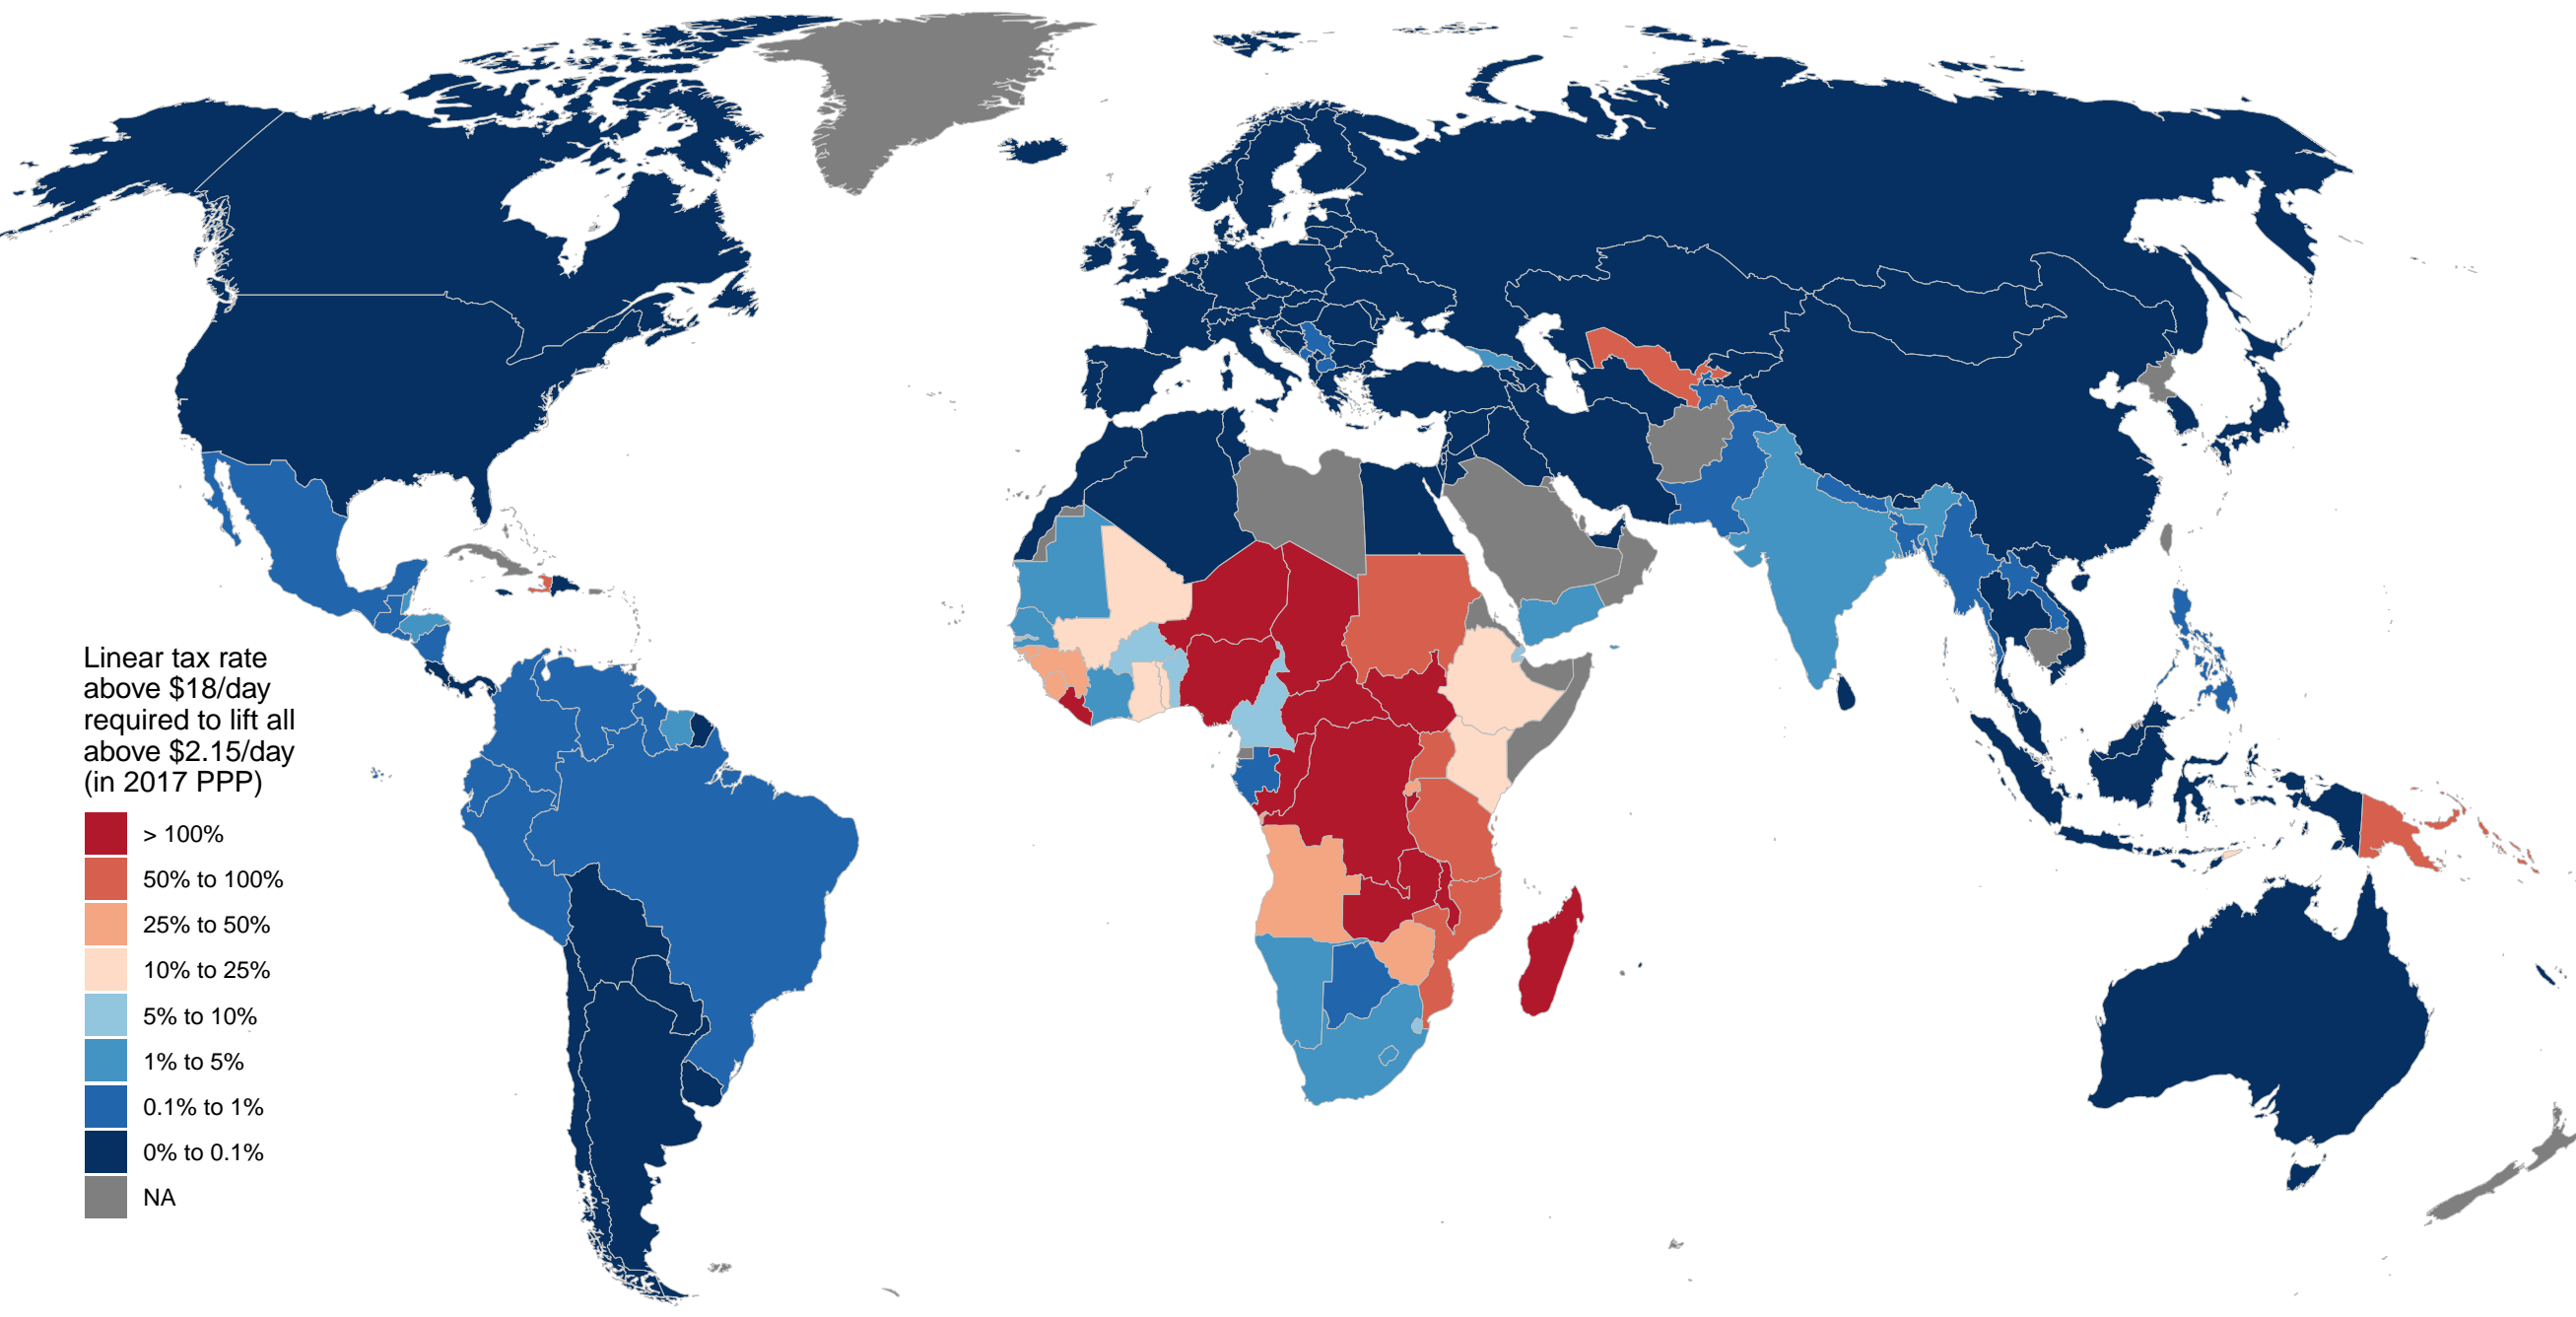 Linear tax rate
above $18/day
required to lift all
above $2.15/day
(in 2017 PPP)
> 100%
50% to 100%
25% to 50%
10% to 25%
5% to 10%
1% to 5%
0.1% to 1%
0% to 0.1%
NA